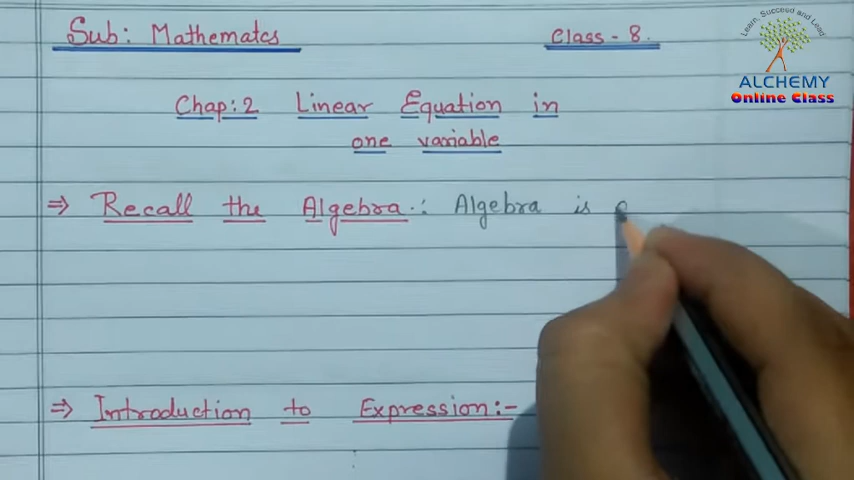 Learn, Succeed and Lead
ALCHEMY
Online Class
Sub: Mathematcs Class - 8.
Chap:2 Linear Equation in
one variable
⇒ Recall the Algebra: Algebra is
⇒ Introduction to Expression:-